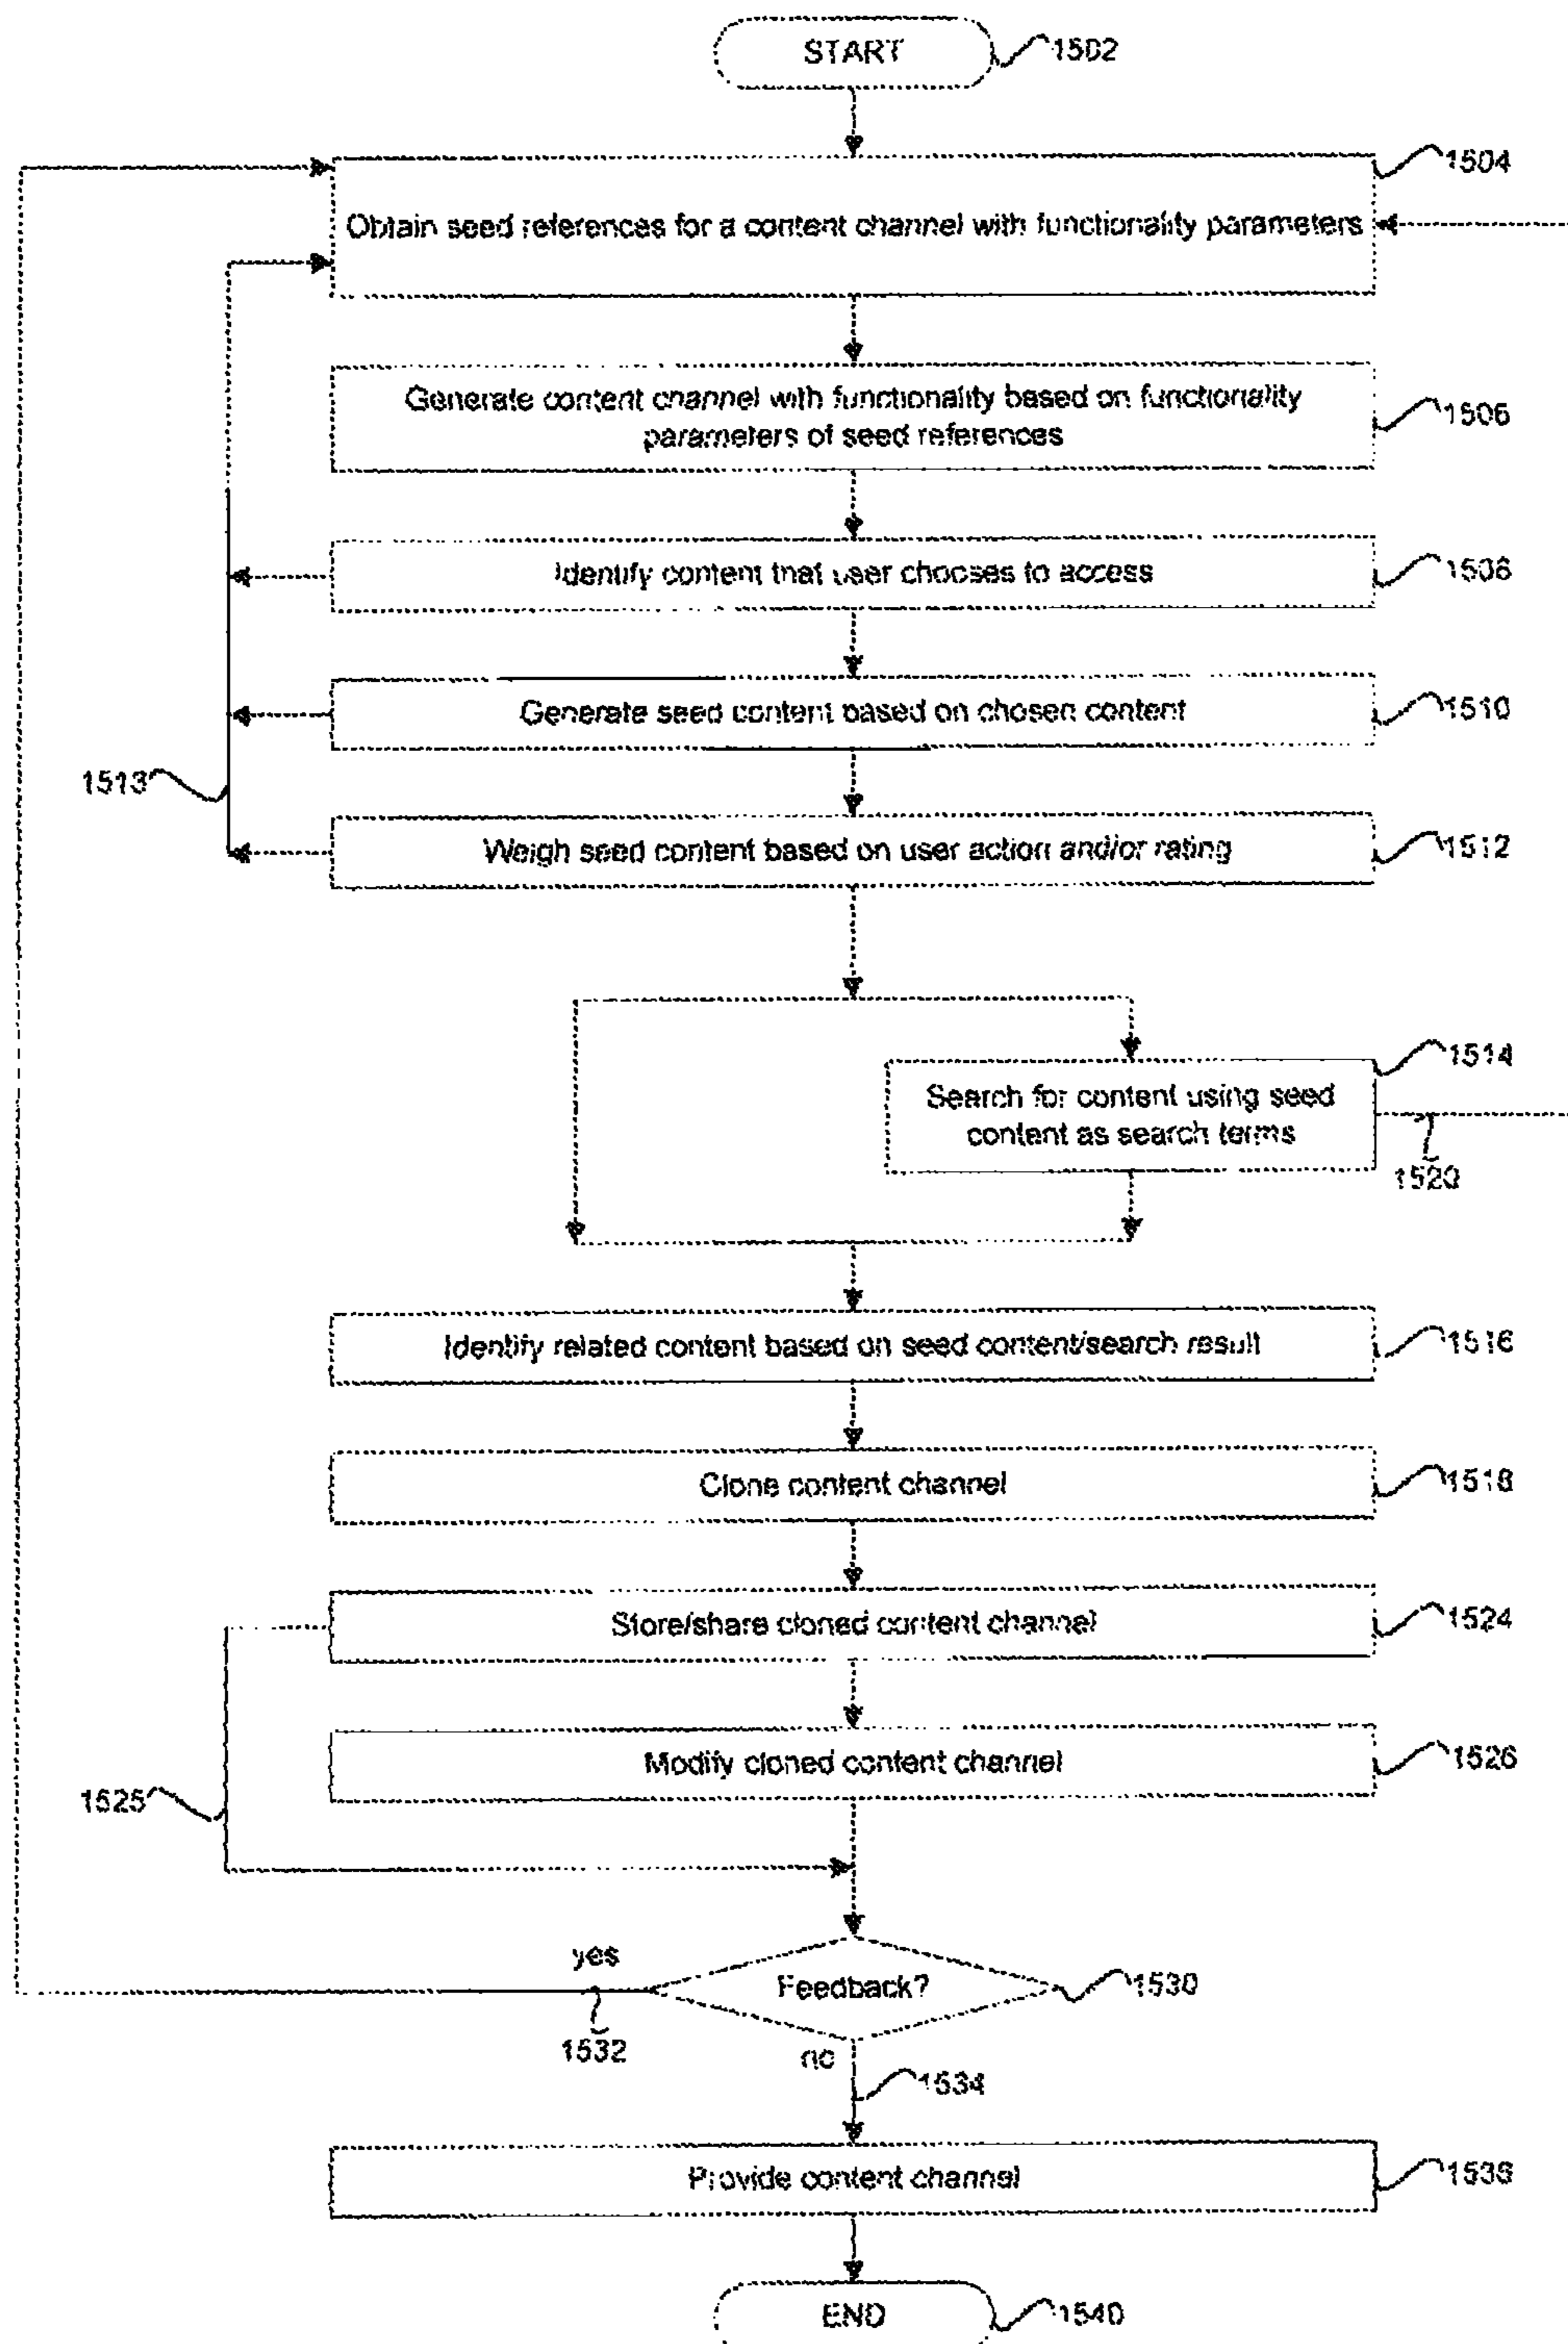 START
1502
1504
Obtain seed references for a content channel with functionality parameters
Generate content channel with functionality based on functionality
parameters of seed references
1506
Identify content that user chooses to access
1508
Generate seed content based on chosen content
1510
1513
Weigh seed content based on user action and/or rating
1512
1514
Search for content using seed
content as search terms
1520
Identify related content based on seed content/search result
1516
Clone content channel
1518
Store/share cloned content channel
1524
Modify cloned content channel
1526
1525
yes
Feedback?
1530
1532
no
1534
Provide content channel
END
1540